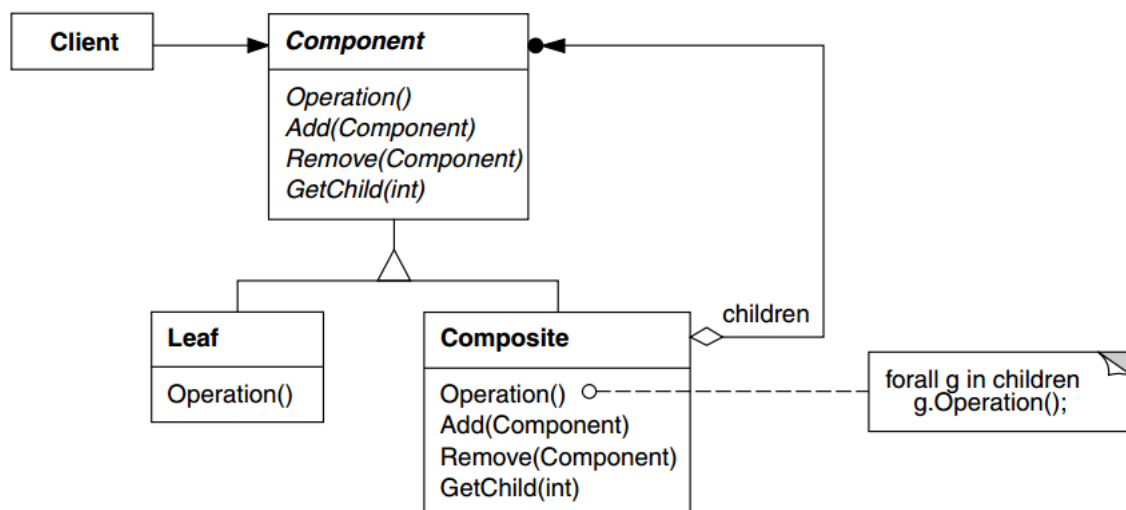 Client
Component
Operation()
Add(Component)
Remove(Component)
GetChild(int)
Leaf
Operation()
Composite
Operation()
Add(Component)
Remove(Component)
GetChild(int)
children
forall g in children
g.Operation();